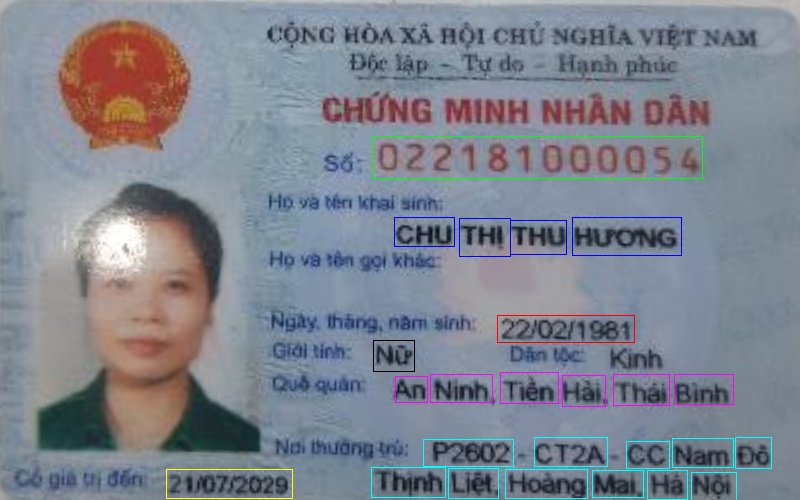 CỘNG HÒA XÃ HỘI CHỦ NGHĨA VIỆT NAM
Độc lập - Tự do - Hạnh phúc
CHỨNG MINH NHÂN DÂN
Số: 022181000054
Họ và tên khai sinh:
CHU THỊ THU HƯƠNG
Họ và tên gọi khác:
Ngày, tháng, năm sinh: 22/02/1981
Giới tính: Nữ Dân tộc: Kinh
Quê quán: An Ninh, Tiền Hải, Thái Bình
Nơi thường trú: P2602 - CT2A - CC Nam Đô
Thịnh Liệt, Hoàng Mai, Hà Nội
Có giá trị đến: 21/07/2029